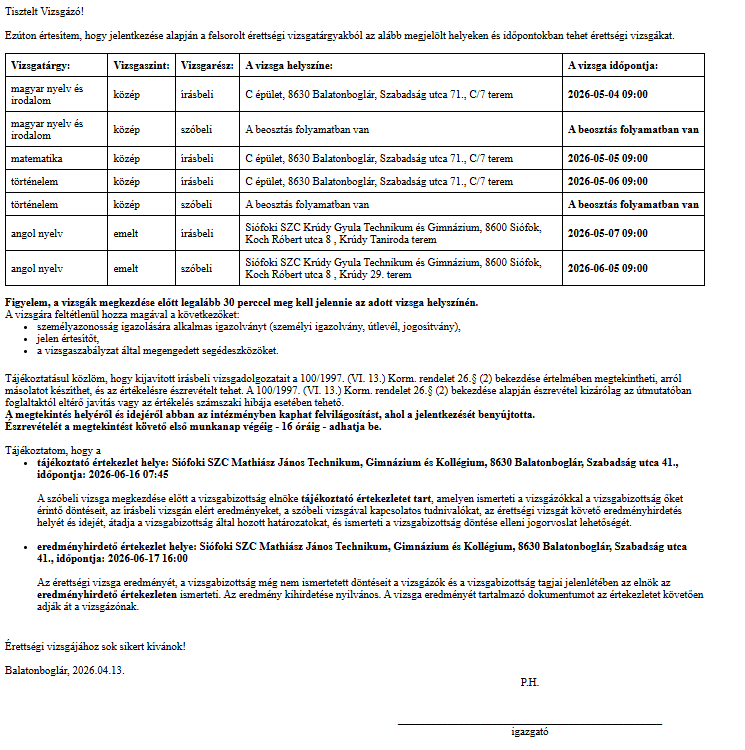 Tisztelt Vizsgázó!
Ezúton értesítem, hogy jelentkezése alapján a felsorolt érettségi vizsgatárgyakból az alább megjelölt helyeken és időpontokban tehet érettségi vizsgákat.
Vizsgatárgy: Vizsgaszint: Vizsgarész: A vizsga helyszíne: A vizsga időpontja:
magyar nyelv és irodalom közép írásbeli C épület, 8630 Balatonboglár, Szabadság utca 71., C/7 terem 2026-05-04 09:00
magyar nyelv és irodalom közép szóbeli A beosztás folyamatban van A beosztás folyamatban van
matematika közép írásbeli C épület, 8630 Balatonboglár, Szabadság utca 71., C/7 terem 2026-05-05 09:00
történelem közép írásbeli C épület, 8630 Balatonboglár, Szabadság utca 71., C/7 terem 2026-05-06 09:00
történelem közép szóbeli A beosztás folyamatban van A beosztás folyamatban van
angol nyelv emelt írásbeli Siófoki SZC Krúdy Gyula Technikum és Gimnázium, 8600 Siófok, Koch Róbert utca 8 , Krúdy Taniroda terem 2026-05-07 09:00
angol nyelv emelt szóbeli Siófoki SZC Krúdy Gyula Technikum és Gimnázium, 8600 Siófok, Koch Róbert utca 8 , Krúdy 29. terem 2026-06-05 09:00
Figyelem, a vizsgák megkezdése előtt legalább 30 perccel meg kell jelennie az adott vizsga helyszínén.
A vizsgára feltétlenül hozza magával a következőket:
• személyazonosság igazolására alkalmas igazolványt (személyi igazolvány, útlevél, jogosítvány),
• jelen értesítőt,
• a vizsgaszabályzat által megengedett segédeszközöket.
Tájékoztatásul közlöm, hogy kijavított írásbeli vizsgadolgozatait a 100/1997. (VI. 13.) Korm. rendelet 26.§ (2) bekezdése értelmében megtekintheti, arról
másolatot készíthet, és az értékelésre észrevételt tehet. A 100/1997. (VI. 13.) Korm. rendelet 26.§ (2) bekezdése alapján észrevétel kizárólag az útmutatóban
foglaltaktól eltérő javítás vagy az értékelés számszaki hibája esetében tehető.
A megtekintés helyéről és idejéről abban az intézményben kaphat felvilágosítást, ahol a jelentkezését benyújtotta.
Észrevételét a megtekintést követő első munkanap végéig - 16 óráig - adhatja be.
Tájékoztatom, hogy a
• tájékoztató értekezlet helye: Siófoki SZC Mathiász János Technikum, Gimnázium és Kollégium, 8630 Balatonboglár, Szabadság utca 41.,
időpontja: 2026-06-16 07:45
A szóbeli vizsga megkezdése előtt a vizsgabizottság elnöke tájékoztató értekezletet tart, amelyen ismerteti a vizsgázókkal a vizsgabizottság őket
érintő döntéseit, az írásbeli vizsgán elért eredményeket, a szóbeli vizsgával kapcsolatos tudnivalókat, az érettségi vizsgát követő eredményhirdetés
helyét és idejét, átadja a vizsgabizottság által hozott határozatokat, és ismerteti a vizsgabizottság döntése elleni jogorvoslat lehetőségét.
• eredményhirdető értekezlet helye: Siófoki SZC Mathiász János Technikum, Gimnázium és Kollégium, 8630 Balatonboglár, Szabadság utca
41., időpontja: 2026-06-17 16:00
Az érettségi vizsga eredményét, a vizsgabizottság még nem ismertetett döntéseit a vizsgázók és a vizsgabizottság tagjai jelenlétében az elnök az
eredményhirdető értekezleten ismerteti. Az eredmény kihirdetése nyilvános. A vizsga eredményét tartalmazó dokumentumot az értekezletet követően
adják át a vizsgázónak.
Érettségi vizsgájához sok sikert kívánok!
Balatonboglár, 2026.04.13.
P.H.
igazgató